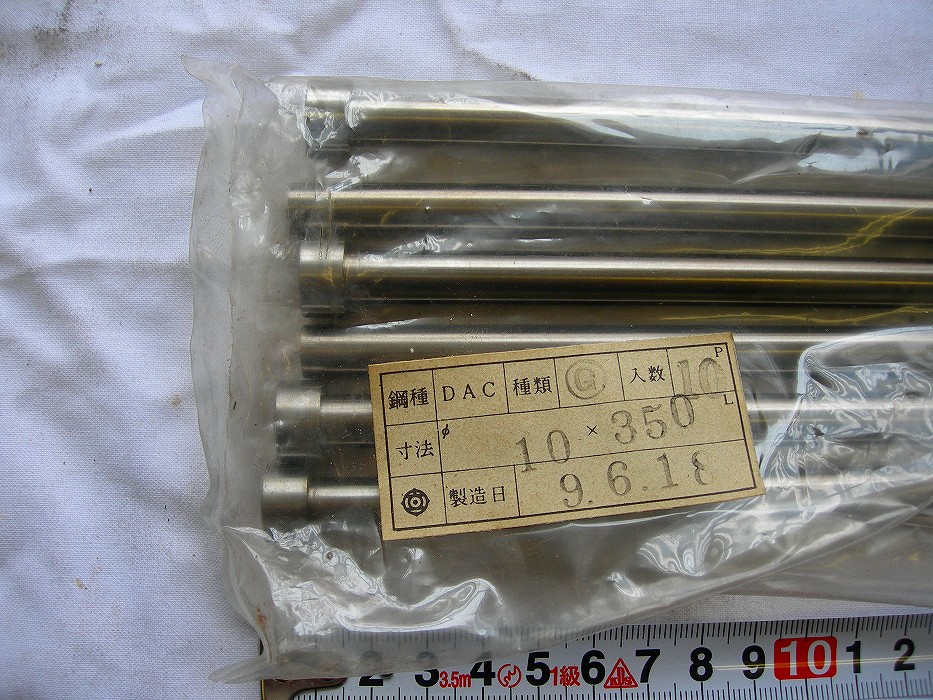 鋼種 DAC 種類 G 入数 10 P
寸法 φ 10 × 350 L
製造日 9.6.18
2 3 3.5m 4 5 1級 6 7 8 9 10 1 2